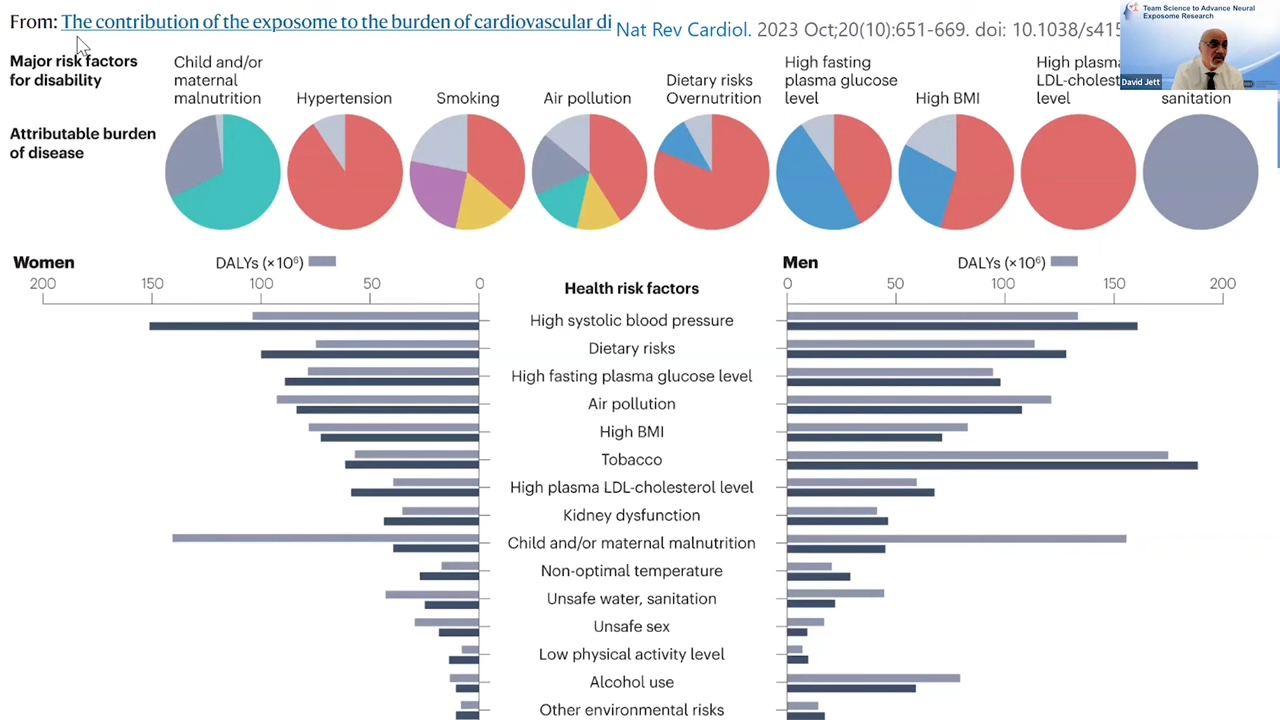 From: The contribution of the exposome to the burden of cardiovascular di
Nat Rev Cardiol. 2023 Oct;20(10):651-669. doi: 10.1038/s415
Team Science to Advance Neural
Exposome Research
David Jett
Major risk factors
for disability
Child and/or
maternal
malnutrition
Hypertension
Smoking
Air pollution
Dietary risks
Overnutrition
High fasting
plasma glucose
level
High BMI
High plasma
LDL-cholest
level
sanitation
Attributable burden
of disease
Women
DALYs (×10⁶)
200 150 100 50 0
Health risk factors
Men
DALYs (×10⁶)
0 50 100 150 200
High systolic blood pressure
Dietary risks
High fasting plasma glucose level
Air pollution
High BMI
Tobacco
High plasma LDL-cholesterol level
Kidney dysfunction
Child and/or maternal malnutrition
Non-optimal temperature
Unsafe water, sanitation
Unsafe sex
Low physical activity level
Alcohol use
Other environmental risks